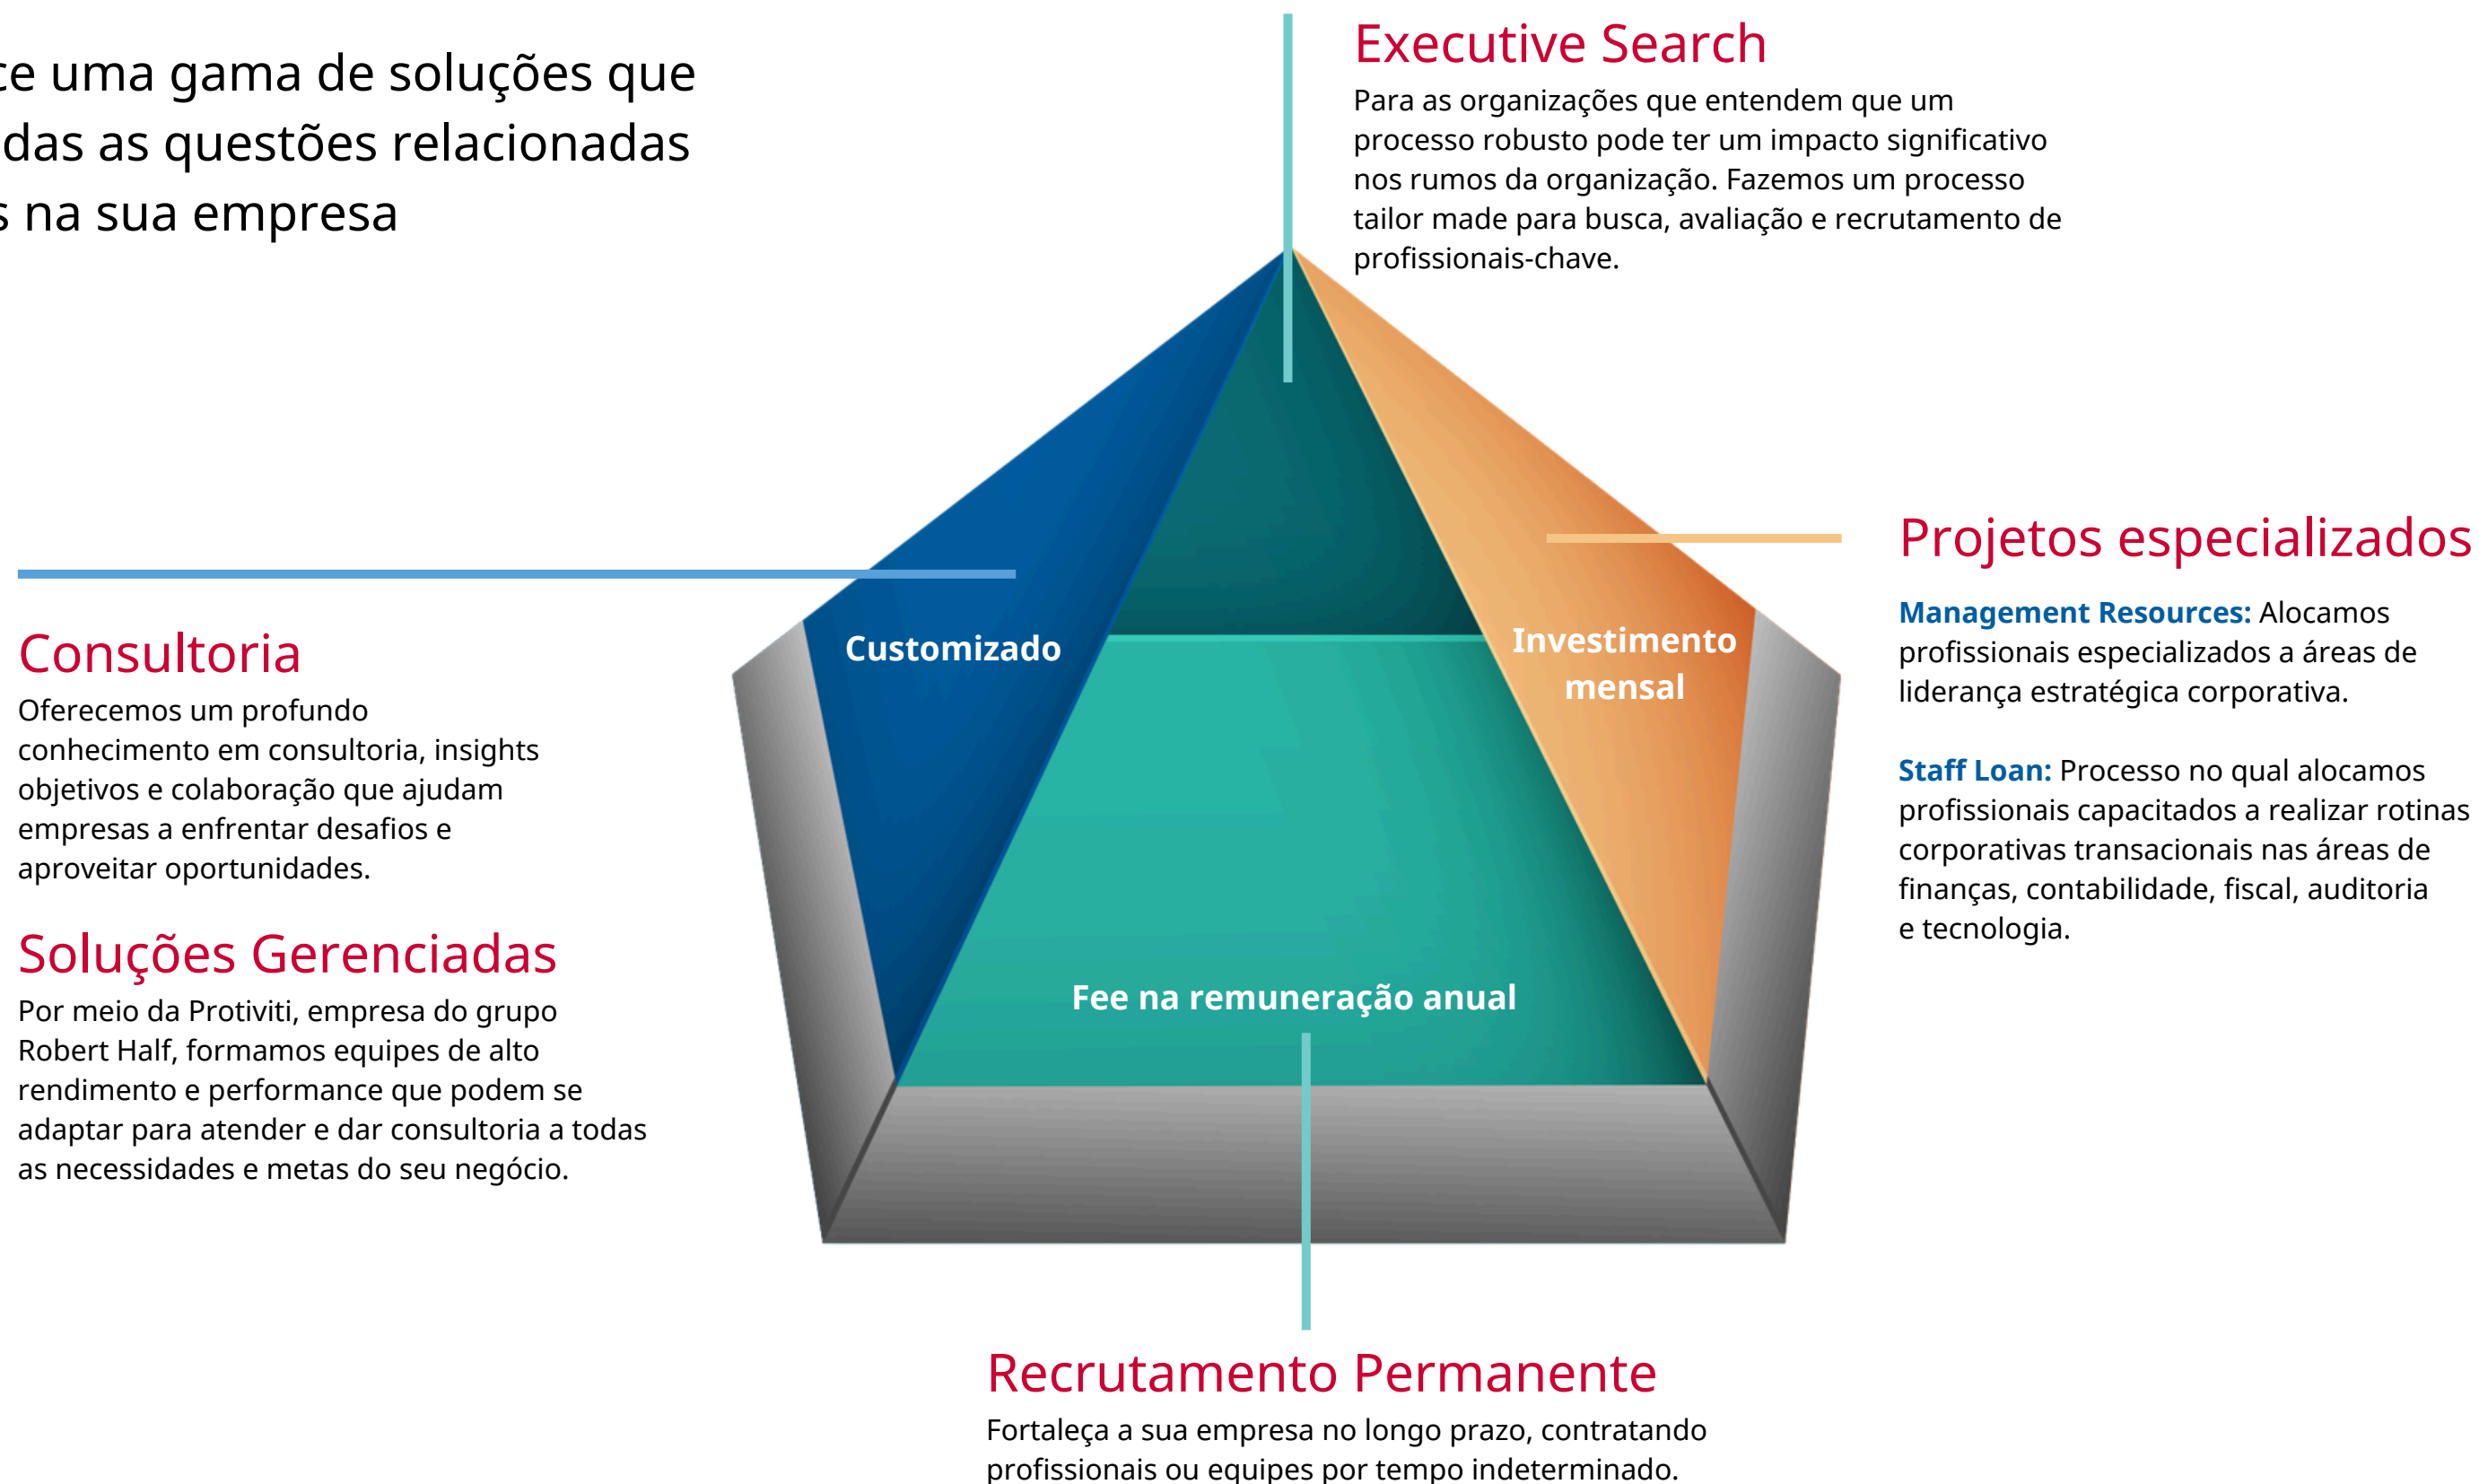 ce uma gama de soluções que
das as questões relacionadas
s na sua empresa
Executive Search
Para as organizações que entendem que um
processo robusto pode ter um impacto significativo
nos rumos da organização. Fazemos um processo
tailor made para busca, avaliação e recrutamento de
profissionais-chave.
Customizado
Investimento
mensal
Fee na remuneração anual
Consultoria
Oferecemos um profundo
conhecimento em consultoria, insights
objetivos e colaboração que ajudam
empresas a enfrentar desafios e
aproveitar oportunidades.
Soluções Gerenciadas
Por meio da Protiviti, empresa do grupo
Robert Half, formamos equipes de alto
rendimento e performance que podem se
adaptar para atender e dar consultoria a todas
as necessidades e metas do seu negócio.
Projetos especializados
Management Resources: Alocamos
profissionais especializados a áreas de
liderança estratégica corporativa.
Staff Loan: Processo no qual alocamos
profissionais capacitados a realizar rotinas
corporativas transacionais nas áreas de
finanças, contabilidade, fiscal, auditoria
e tecnologia.
Recrutamento Permanente
Fortaleça a sua empresa no longo prazo, contratando
profissionais ou equipes por tempo indeterminado.